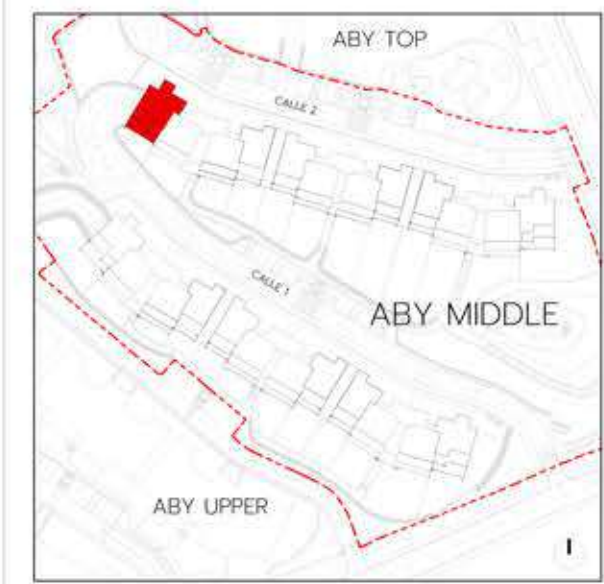 ABY TOP
CALLE 2
CALLE 1
ABY MIDDLE
ABY UPPER
I